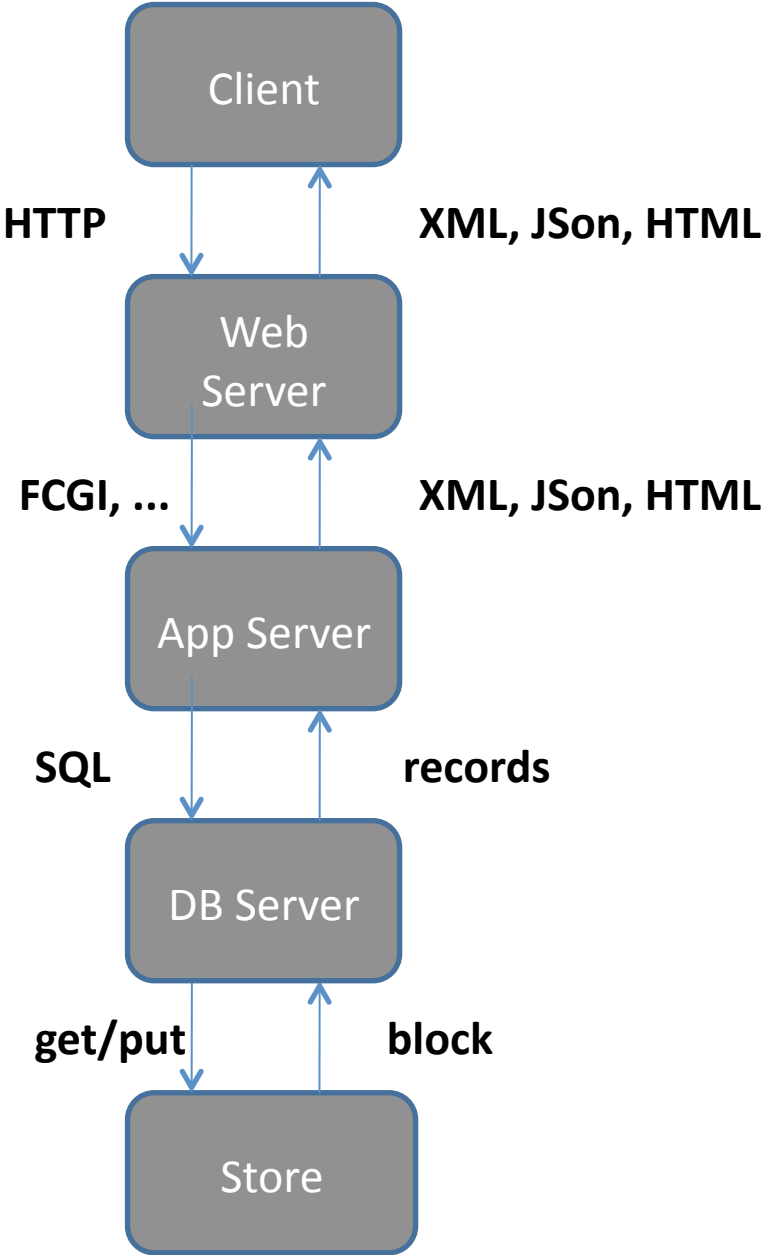 Client
HTTP
XML, JSon, HTML
Web
Server
FCGI, ...
XML, JSon, HTML
App Server
SQL
records
DB Server
get/put
block
Store